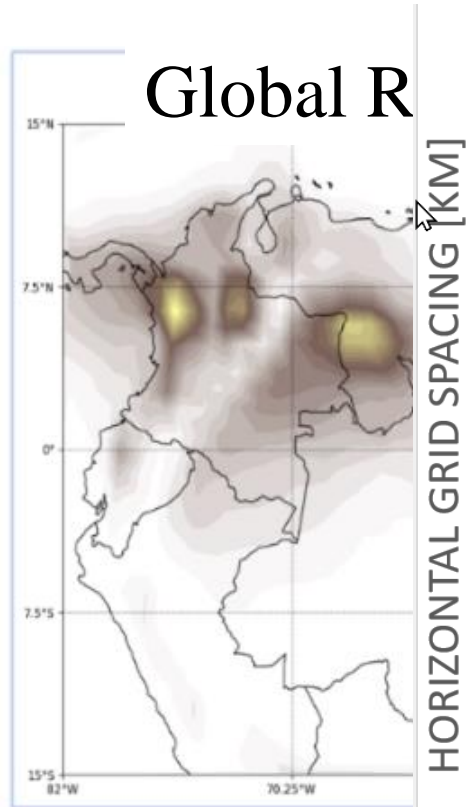 Global R
15°N
7.5°N
0°
7.5°S
15°S
82°W
70.25°W
HORIZONTAL GRID SPACING [KM]